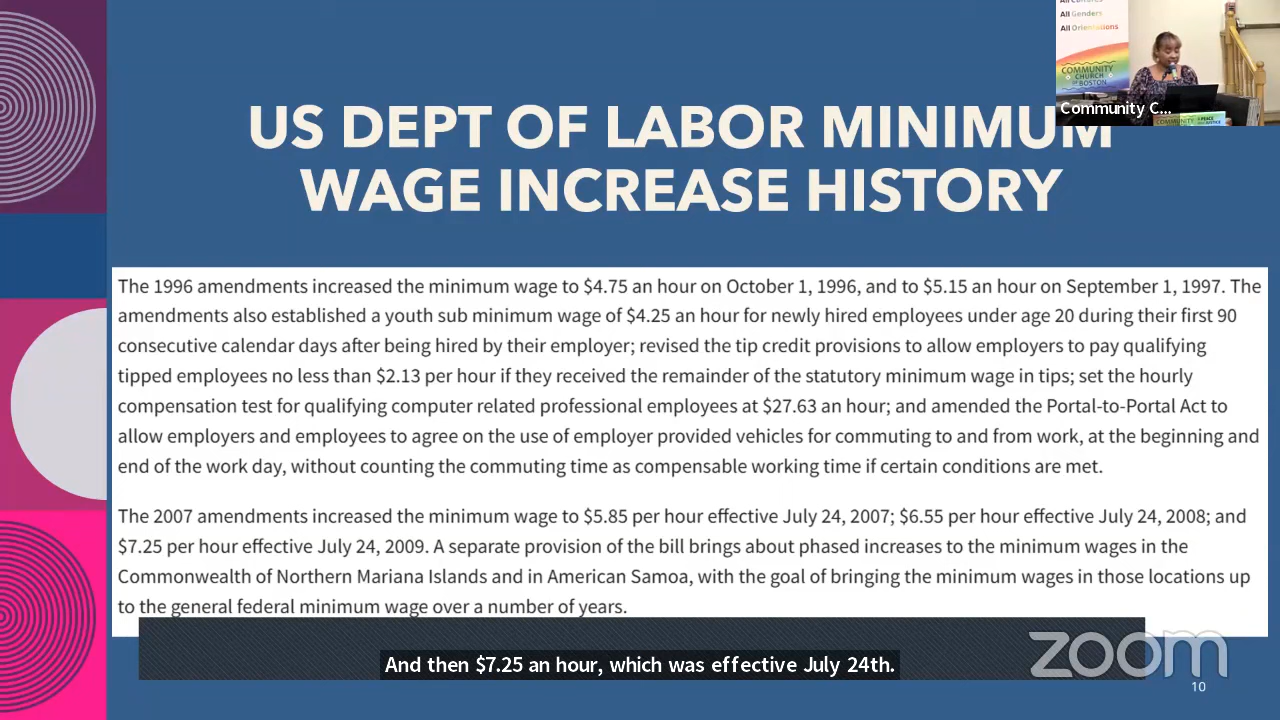 All Genders
All Orientations
COMMUNITY
CHURCH
OF BOSTON
Community C...
COMMUNITY
US DEPT OF LABOR MINIMUM
WAGE INCREASE HISTORY
The 1996 amendments increased the minimum wage to $4.75 an hour on October 1, 1996, and to $5.15 an hour on September 1, 1997. The
amendments also established a youth sub minimum wage of $4.25 an hour for newly hired employees under age 20 during their first 90
consecutive calendar days after being hired by their employer; revised the tip credit provisions to allow employers to pay qualifying
tipped employees no less than $2.13 per hour if they received the remainder of the statutory minimum wage in tips; set the hourly
compensation test for qualifying computer related professional employees at $27.63 an hour; and amended the Portal-to-Portal Act to
allow employers and employees to agree on the use of employer provided vehicles for commuting to and from work, at the beginning and
end of the work day, without counting the commuting time as compensable working time if certain conditions are met.
The 2007 amendments increased the minimum wage to $5.85 per hour effective July 24, 2007; $6.55 per hour effective July 24, 2008; and
$7.25 per hour effective July 24, 2009. A separate provision of the bill brings about phased increases to the minimum wages in the
Commonwealth of Northern Mariana Islands and in American Samoa, with the goal of bringing the minimum wages in those locations up
to the general federal minimum wage over a number of years.
And then $7.25 an hour, which was effective July 24th.
zoom
10